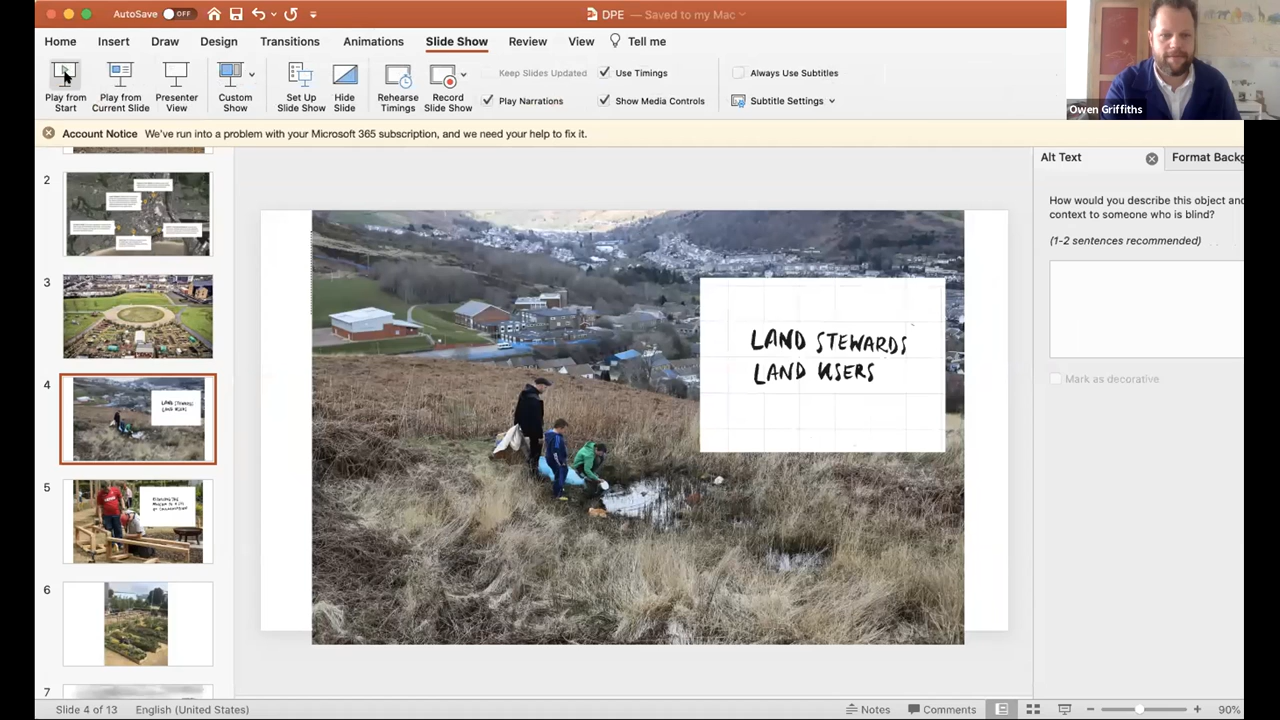 AutoSave OFF
DPE — Saved to my Mac
Home Insert Draw Design Transitions Animations Slide Show Review View Tell me
Play from Start
Play from Current Slide
Presenter View
Custom Show
Set Up Slide Show
Hide Slide
Rehearse Timings
Record Slide Show
Keep Slides Updated
Play Narrations
Use Timings
Show Media Controls
Always Use Subtitles
Subtitle Settings
Owen Griffiths
Account Notice We've run into a problem with your Microsoft 365 subscription, and we need your help to fix it.
2
3
4
LAND STEWARDS
LAND USERS
5
6
7
LAND STEWARDS
LAND USERS
Alt Text
Format Backg
How would you describe this object and
context to someone who is blind?
(1-2 sentences recommended)
Mark as decorative
Slide 4 of 13 English (United States)
Notes Comments 90%